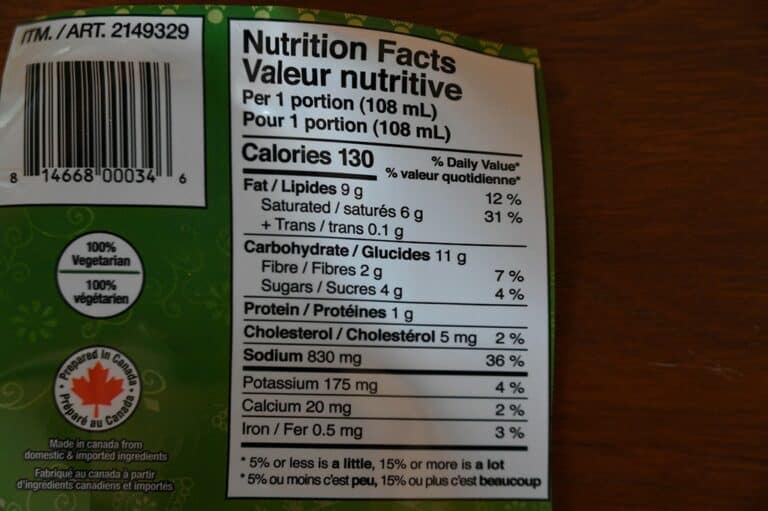 ITM. / ART. 2149329
8 14668 00034 6
100%
Vegetarian
100%
végétarien
Prepared in Canada
Préparé au Canada
Made in canada from
domestic & imported ingredients
Fabriqué au canada à partir
d'ingrédients canadiens et importés
Nutrition Facts
Valeur nutritive
Per 1 portion (108 mL)
Pour 1 portion (108 mL)
Calories 130
% Daily Value*
% valeur quotidienne*
Fat / Lipides 9 g 12 %
Saturated / saturés 6 g 31 %
+ Trans / trans 0.1 g
Carbohydrate / Glucides 11 g
Fibre / Fibres 2 g 7 %
Sugars / Sucres 4 g 4 %
Protein / Protéines 1 g
Cholesterol / Cholestérol 5 mg 2 %
Sodium 830 mg 36 %
Potassium 175 mg 4 %
Calcium 20 mg 2 %
Iron / Fer 0.5 mg 3 %
* 5% or less is a little, 15% or more is a lot
* 5% ou moins c'est peu, 15% ou plus c'est beaucoup